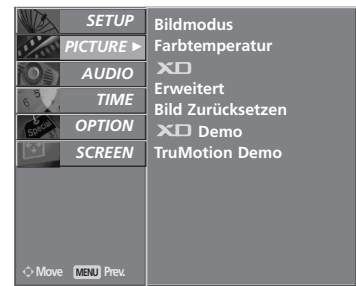 SETUP
PICTURE ►
AUDIO
TIME
OPTION
SCREEN
Move MENU Prev.
Bildmodus
Farbtemperatur
XD
Erweitert
Bild Zurücksetzen
XD Demo
TruMotion Demo